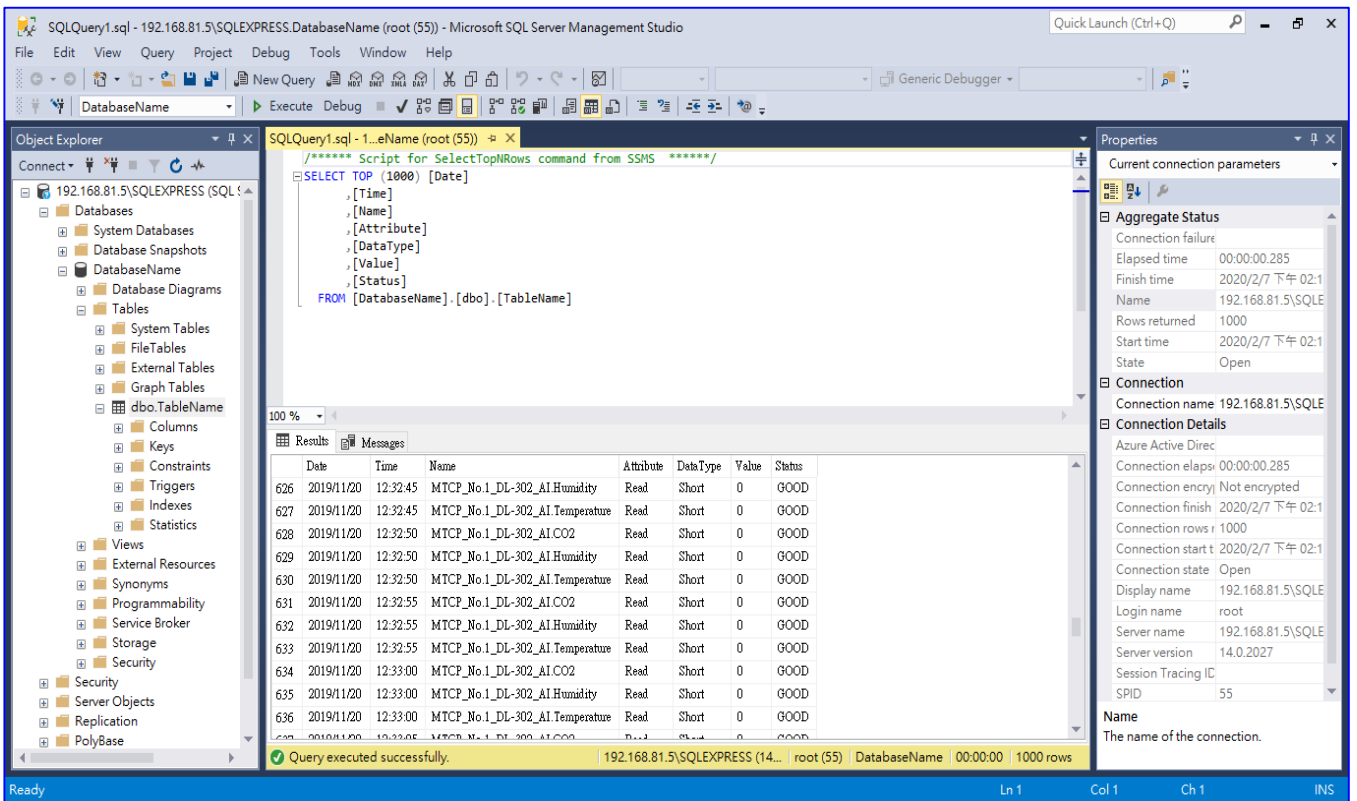 SQLQuery1.sql - 192.168.81.5\SQLEXPRESS.DatabaseName (root (55)) - Microsoft SQL Server Management Studio
Quick Launch (Ctrl+Q)
File Edit View Query Project Debug Tools Window Help
New Query MDX DMX XMLA DAX Generic Debugger
DatabaseName Execute Debug
Object Explorer
Connect
192.168.81.5\SQLEXPRESS (SQL S
Databases
System Databases
Database Snapshots
DatabaseName
Database Diagrams
Tables
System Tables
FileTables
External Tables
Graph Tables
dbo.TableName
Columns
Keys
Constraints
Triggers
Indexes
Statistics
Views
External Resources
Synonyms
Programmability
Service Broker
Storage
Security
Security
Server Objects
Replication
PolyBase
SQLQuery1.sql - 1...eName (root (55))
/****** Script for SelectTopNRows command from SSMS ******/
SELECT TOP (1000) [Date]
,[Time]
,[Name]
,[Attribute]
,[DataType]
,[Value]
,[Status]
FROM [DatabaseName].[dbo].[TableName]
100 %
Results Messages
Date Time Name Attribute DataType Value Status
626 2019/11/20 12:32:45 MTCP_No.1_DL-302_AI.Humidity Read Short 0 GOOD
627 2019/11/20 12:32:45 MTCP_No.1_DL-302_AI.Temperature Read Short 0 GOOD
628 2019/11/20 12:32:50 MTCP_No.1_DL-302_AI.CO2 Read Short 0 GOOD
629 2019/11/20 12:32:50 MTCP_No.1_DL-302_AI.Humidity Read Short 0 GOOD
630 2019/11/20 12:32:50 MTCP_No.1_DL-302_AI.Temperature Read Short 0 GOOD
631 2019/11/20 12:32:55 MTCP_No.1_DL-302_AI.CO2 Read Short 0 GOOD
632 2019/11/20 12:32:55 MTCP_No.1_DL-302_AI.Humidity Read Short 0 GOOD
633 2019/11/20 12:32:55 MTCP_No.1_DL-302_AI.Temperature Read Short 0 GOOD
634 2019/11/20 12:33:00 MTCP_No.1_DL-302_AI.CO2 Read Short 0 GOOD
635 2019/11/20 12:33:00 MTCP_No.1_DL-302_AI.Humidity Read Short 0 GOOD
636 2019/11/20 12:33:00 MTCP_No.1_DL-302_AI.Temperature Read Short 0 GOOD
Query executed successfully. 192.168.81.5\SQLEXPRESS (14... root (55) DatabaseName 00:00:00 1000 rows
Properties
Current connection parameters
Aggregate Status
Connection failure
Elapsed time 00:00:00.285
Finish time 2020/2/7 下午 02:1
Name 192.168.81.5\SQLE
Rows returned 1000
Start time 2020/2/7 下午 02:1
State Open
Connection
Connection name 192.168.81.5\SQLE
Connection Details
Azure Active Direc
Connection elaps 00:00:00.285
Connection encry Not encrypted
Connection finish 2020/2/7 下午 02:1
Connection rows r 1000
Connection start t 2020/2/7 下午 02:1
Connection state Open
Display name 192.168.81.5\SQLE
Login name root
Server name 192.168.81.5\SQLE
Server version 14.0.2027
Session Tracing ID
SPID 55
Name
The name of the connection.
Ready Ln 1 Col 1 Ch 1 INS